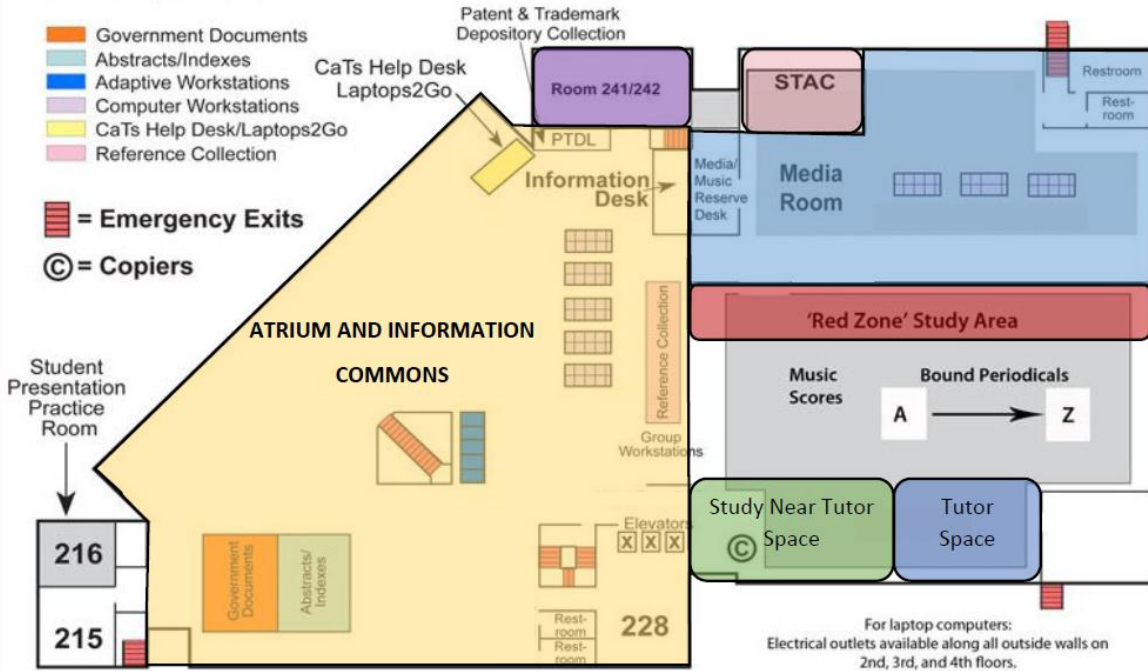 Government Documents
Abstracts/Indexes
Adaptive Workstations
Computer Workstations
CaTs Help Desk/Laptops2Go
Reference Collection
= Emergency Exits
© = Copiers
Patent & Trademark
Depository Collection
CaTs Help Desk
Laptops2Go
Room 241/242
STAC
Restroom
Rest-
room
PTDL
Information
Desk
Media/
Music
Reserve
Desk
Media
Room
ATRIUM AND INFORMATION
COMMONS
Reference Collection
'Red Zone' Study Area
Music
Scores
Bound Periodicals
A
Z
Student
Presentation
Practice
Room
Group
Workstations
Study Near Tutor
Space
©
Tutor
Space
Elevators
X X X
216
215
Government
Documents
Abstracts/
Indexes
Rest-
room
Rest-
room
228
For laptop computers:
Electrical outlets available along all outside walls on
2nd, 3rd, and 4th floors.